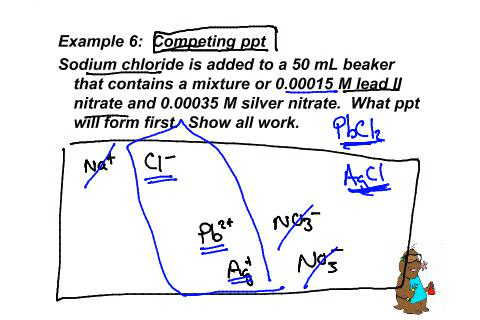 Example 6: Competing ppt
Sodium chloride is added to a 50 mL beaker
that contains a mixture or 0.00015 M lead II
nitrate and 0.00035 M silver nitrate. What ppt
will form first. Show all work.
PbCl₂
Na⁺ Cl⁻
AgCl
Pb²⁺ NO₃⁻
Ag⁺ NO₃⁻